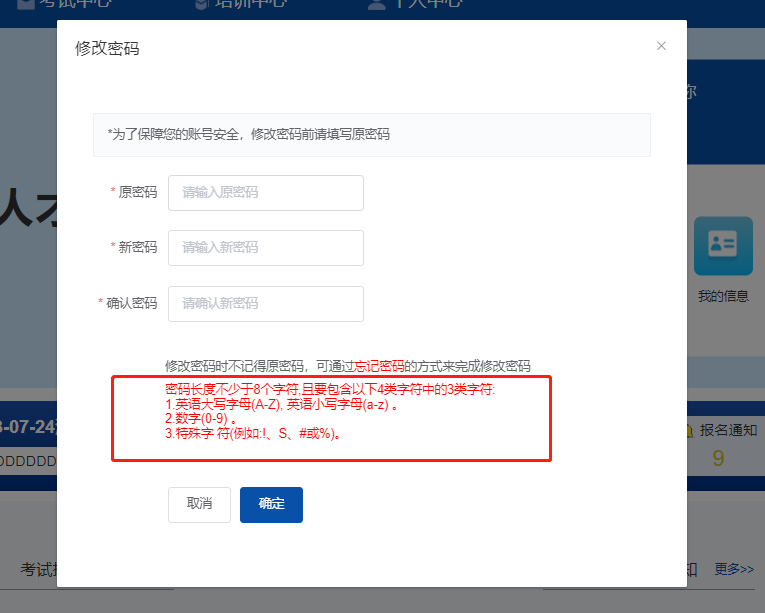 考试中心
培训中心
个人中心
修改密码
×
你
*为了保障您的账号安全，修改密码前请填写原密码
人才
* 原密码
请输入原密码
* 新密码
请输入新密码
我的信息
* 确认密码
请确认新密码
修改密码时不记得原密码，可通过忘记密码的方式来完成修改密码
密码长度不少于8个字符,且要包含以下4类字符中的3类字符:
1.英语大写字母(A-Z), 英语小写字母(a-z) 。
2.数字(0-9) 。
3.特殊字 符(例如:!、S、#或%)。
-07-24
报名通知
DDDDDD
9
取消
确定
考试
知
更多>>